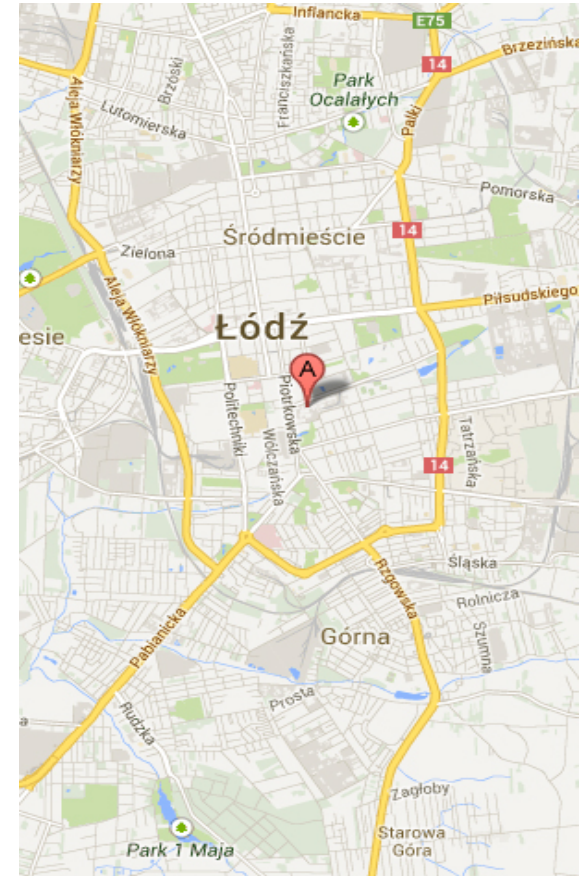 Inflancka
E75
Brzezińska
14
Aleja Włókniarzy
Brzóski
Franciszkańska
Park
Ocalałych
Lutomierska
Palki
Pomorska
Śródmieście
14
Zielona
Aleja Włókniarzy
Piłsudskiego
esie
Łódź
A
Politechniki
Piotrkowska
Wólczańska
Tatrzańska
14
Śląska
Rzgowska
Rolnicza
Pabianicka
Górna
Szumna
Prosta
Rudzka
a
Zagłoby
Starowa
Góra
Park 1 Maja